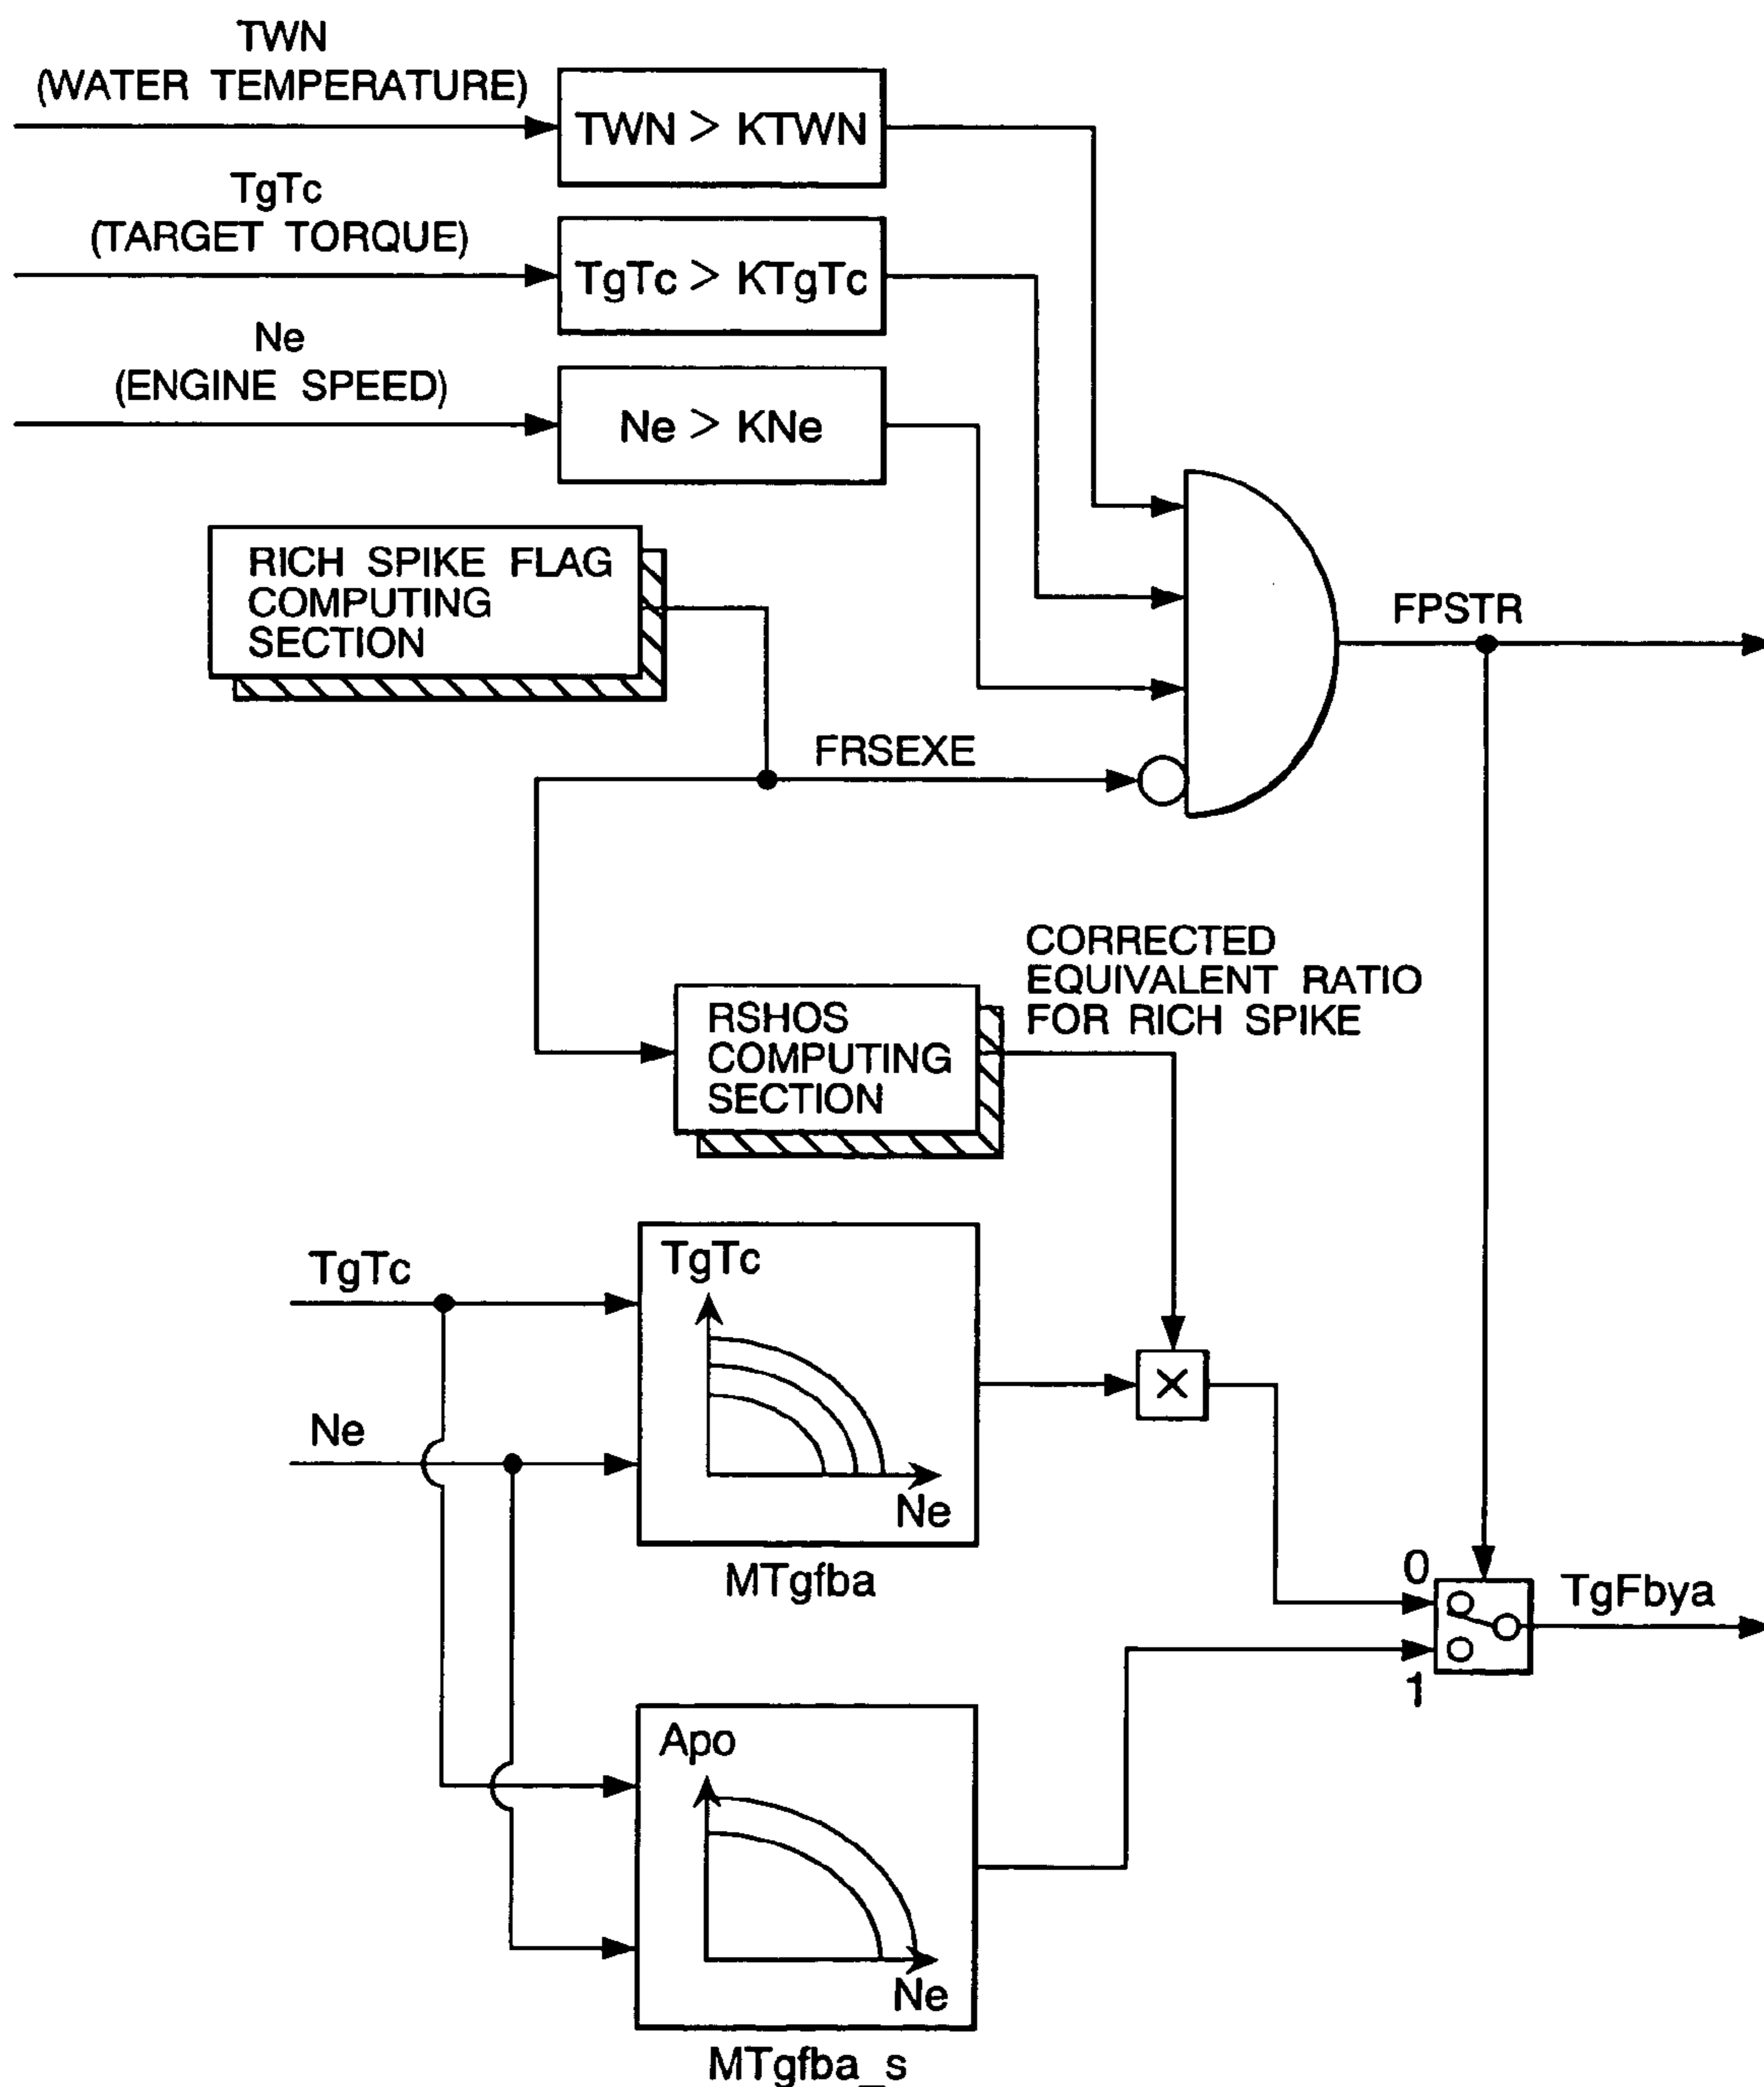 TWN
(WATER TEMPERATURE)
TWN > KTWN
TgTc
(TARGET TORQUE)
TgTc > KTgTc
Ne
(ENGINE SPEED)
Ne > KNe
RICH SPIKE FLAG
COMPUTING
SECTION
FPSTR
FRSEXE
CORRECTED
EQUIVALENT RATIO
FOR RICH SPIKE
RSHOS
COMPUTING
SECTION
TgTc
TgTc
Ne
×
Ne
MTgfba
0
TgFbya
1
Apo
Ne
MTgfba_s